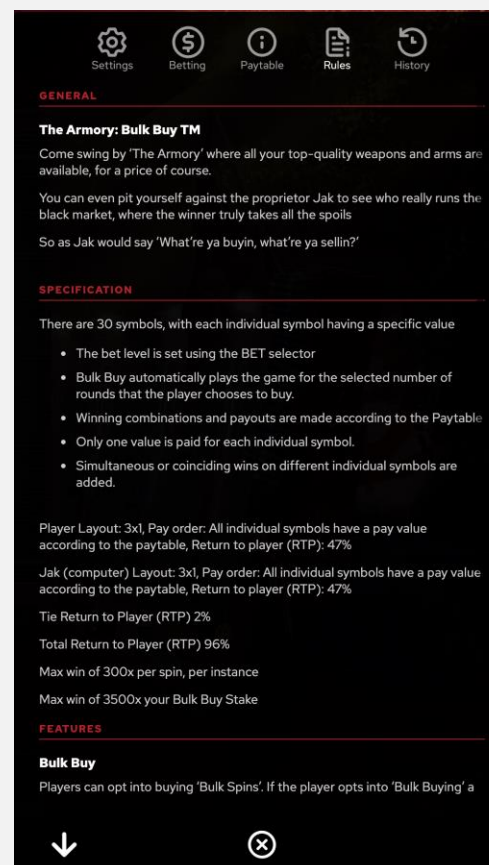 Settings Betting Paytable Rules History
GENERAL
The Armory: Bulk Buy TM
Come swing by 'The Armory' where all your top-quality weapons and arms are
available, for a price of course.
You can even pit yourself against the proprietor Jak to see who really runs the
black market, where the winner truly takes all the spoils
So as Jak would say 'What're ya buyin, what're ya sellin?'
SPECIFICATION
There are 30 symbols, with each individual symbol having a specific value
• The bet level is set using the BET selector
• Bulk Buy automatically plays the game for the selected number of
rounds that the player chooses to buy.
• Winning combinations and payouts are made according to the Paytable
• Only one value is paid for each individual symbol.
• Simultaneous or coinciding wins on different individual symbols are
added.
Player Layout: 3x1, Pay order: All individual symbols have a pay value
according to the paytable, Return to player (RTP): 47%
Jak (computer) Layout: 3x1, Pay order: All individual symbols have a pay value
according to the paytable, Return to player (RTP): 47%
Tie Return to Player (RTP) 2%
Total Return to Player (RTP) 96%
Max win of 300x per spin, per instance
Max win of 3500x your Bulk Buy Stake
FEATURES
Bulk Buy
Players can opt into buying 'Bulk Spins'. If the player opts into 'Bulk Buying' a